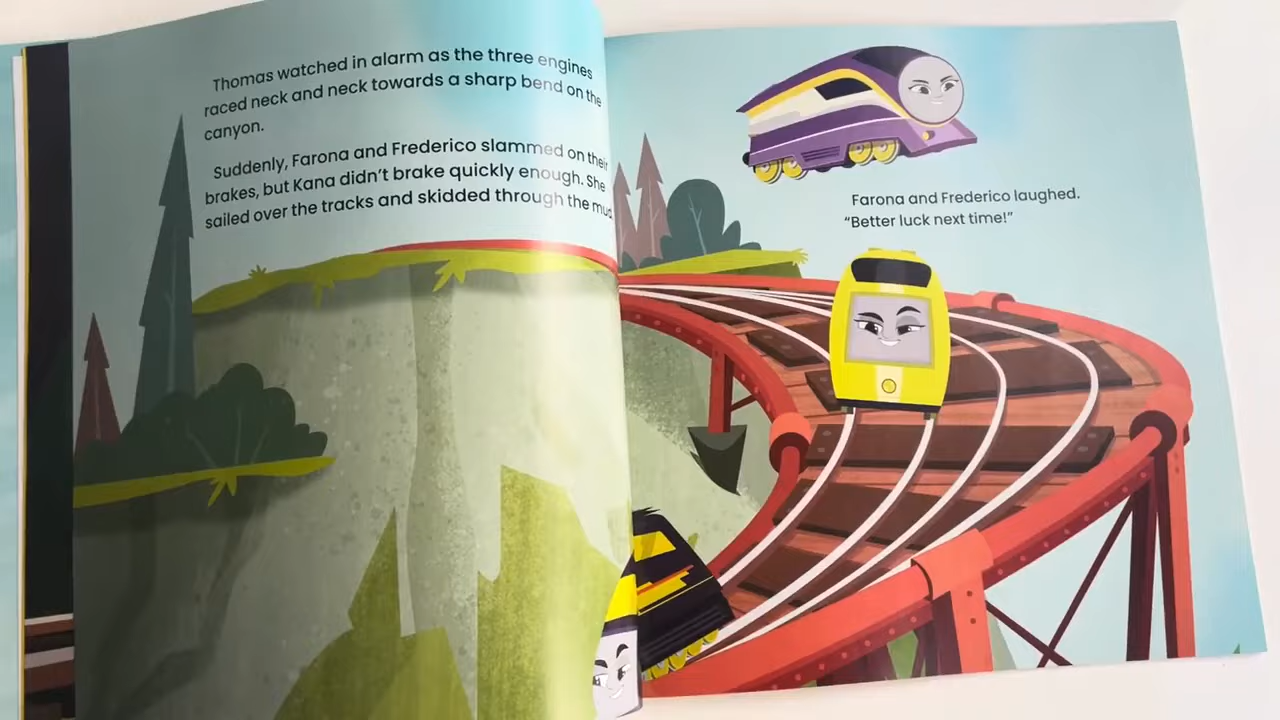 Thomas watched in alarm as the three engines
raced neck and neck towards a sharp bend on the
canyon.
Suddenly, Farona and Frederico slammed on their
brakes, but Kana didn’t brake quickly enough. She
sailed over the tracks and skidded through the mud.
Farona and Frederico laughed.
“Better luck next time!”